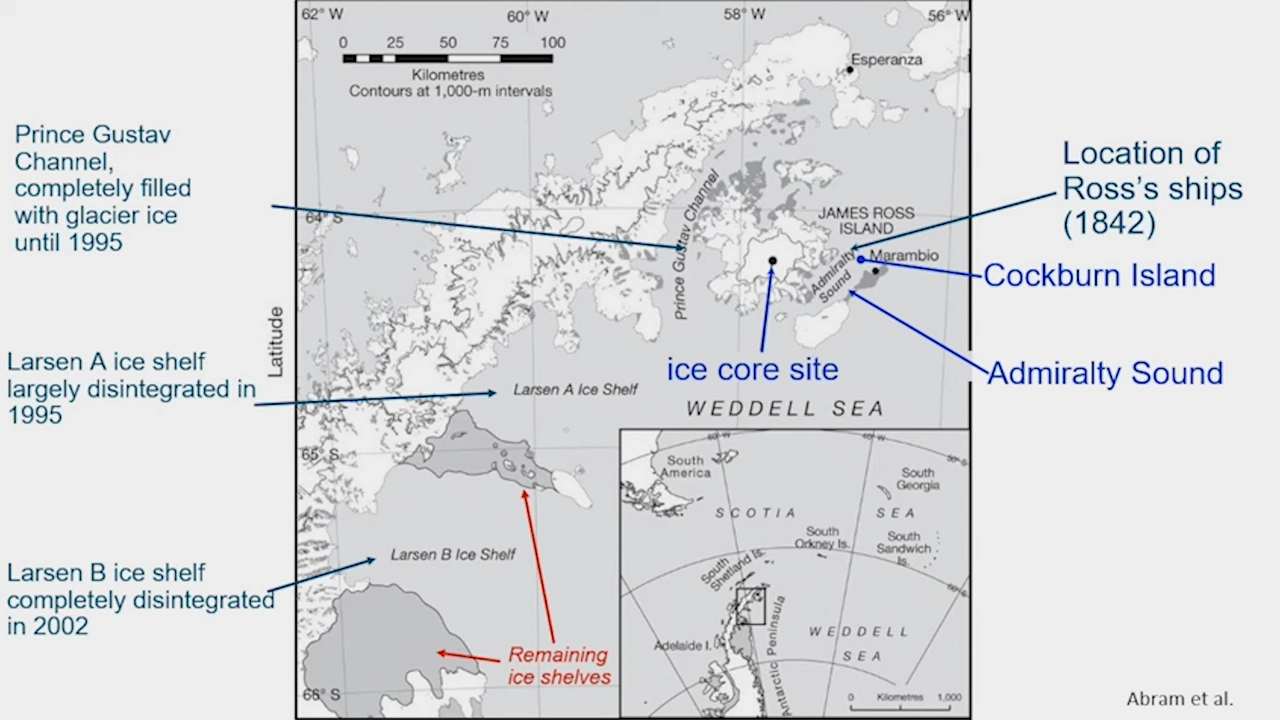 62° W
60° W
58° W
56° W
0 25 50 75 100
Kilometres
Contours at 1,000-m intervals
Esperanza
Prince Gustav
Channel,
completely filled
with glacier ice
until 1995
Location of
Ross's ships
(1842)
64° S
Prince Gustav Channel
JAMES ROSS
ISLAND
Admiralty
Sound
Marambio
Cockburn Island
Latitude
Larsen A ice shelf
largely disintegrated in
1995
ice core site
Admiralty Sound
Larsen A Ice Shelf
WEDDELL SEA
65° S
Larsen B Ice Shelf
Larsen B ice shelf
completely disintegrated
in 2002
Remaining
ice shelves
66° S
60° W
40° W
50° S
South
America
South
Georgia
SCOTIA SEA
South
Orkney Is.
South
Sandwich
Is.
South
Shetland Is.
60° S
Adelaide I.
Antarctic Peninsula
WEDDELL
SEA
0 Kilometres 1,000
Abram et al.